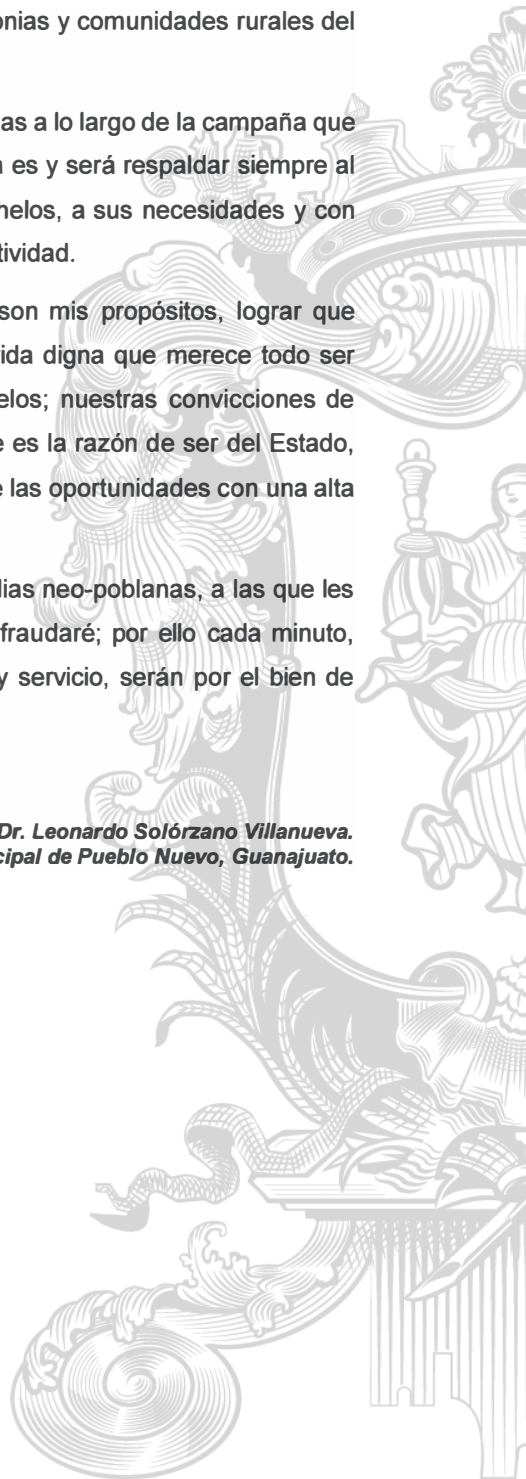 onias y comunidades rurales del
as a lo largo de la campaña que
es y será respaldar siempre al
helos, a sus necesidades y con
tividad.
son mis propósitos, lograr que
vida digna que merece todo ser
elos; nuestras convicciones de
e es la razón de ser del Estado,
e las oportunidades con una alta
lias neo-poblanas, a las que les
fraudaré; por ello cada minuto,
y servicio, serán por el bien de
Dr. Leonardo Solórzano Villanueva.
cipal de Pueblo Nuevo, Guanajuato.